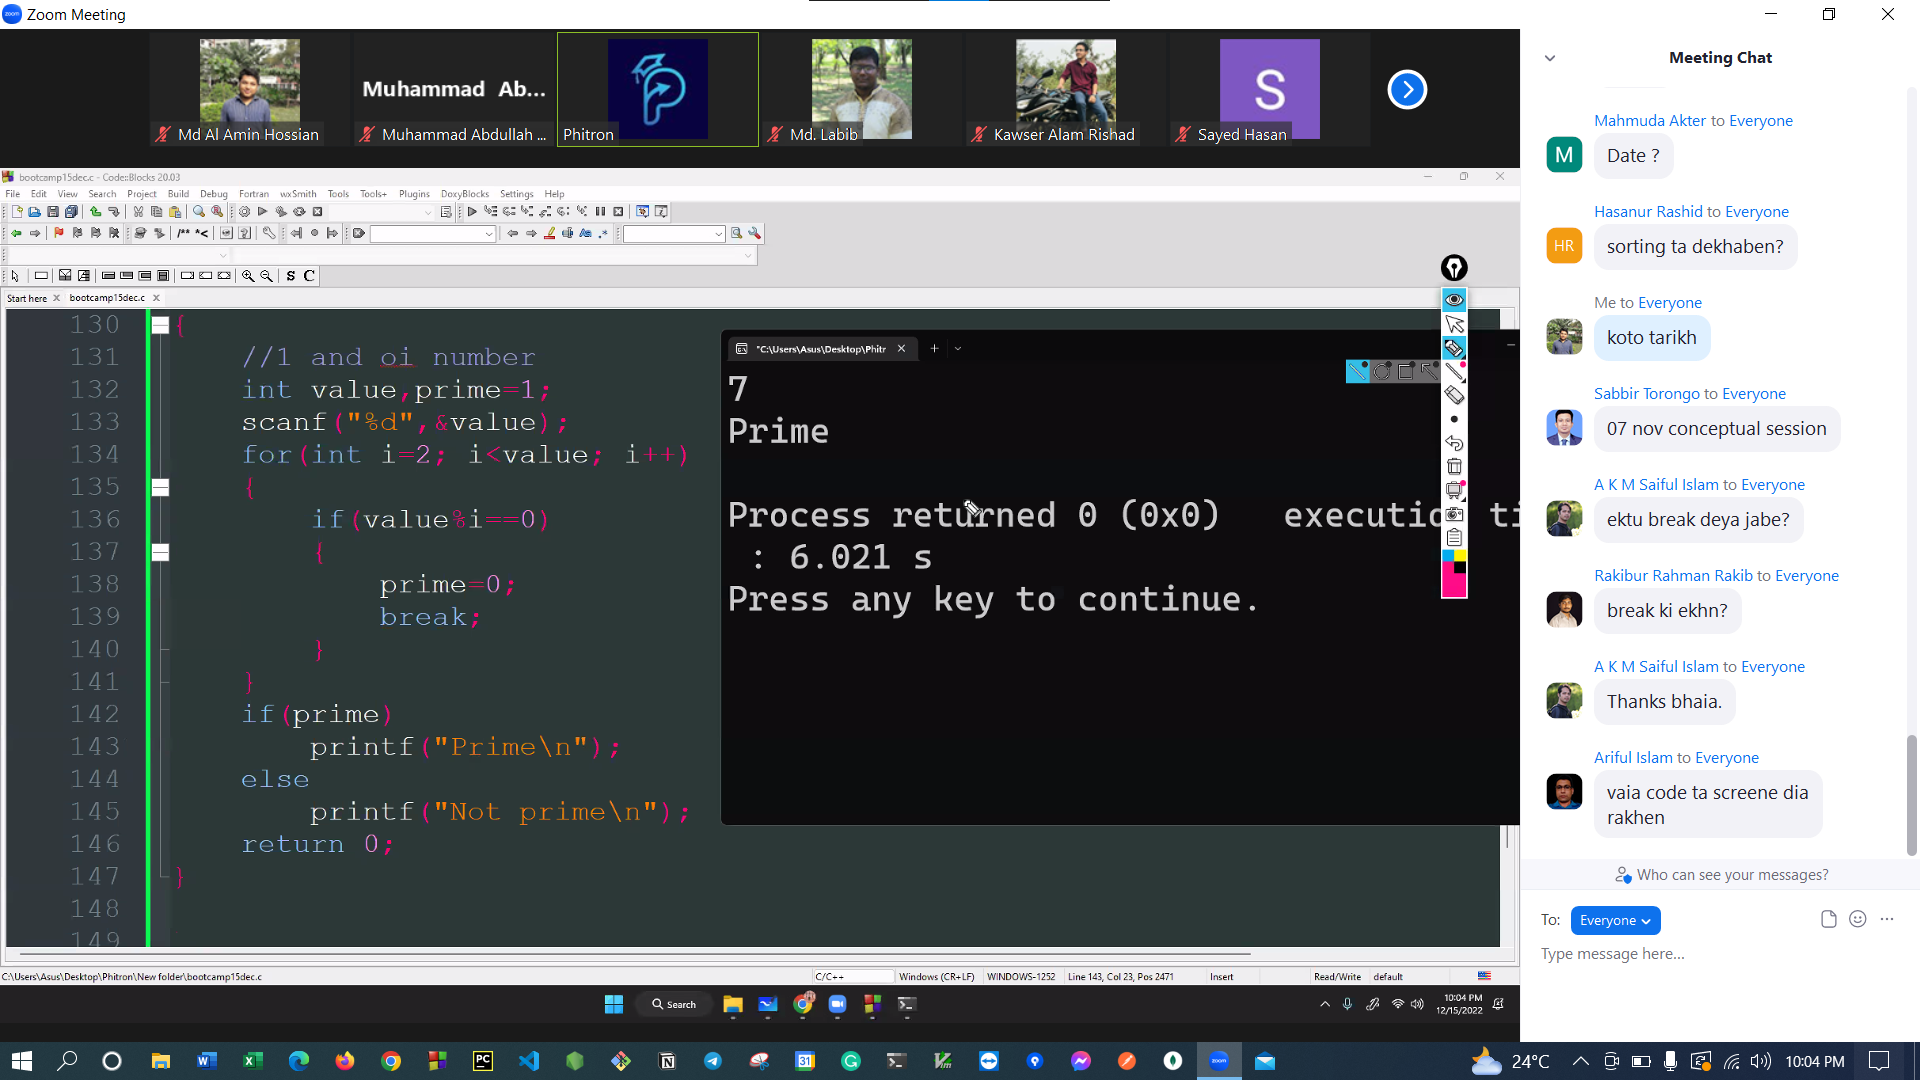 Zoom Meeting
Muhammad Ab...
S
Md Al Amin Hossian
Muhammad Abdullah ...
Phitron
Md. Labib
Kawser Alam Rishad
Sayed Hasan
bootcamp15dec.c - Code::Blocks 20.03
File Edit View Search Project Build Debug Fortran wxSmith Tools Tools+ Plugins DoxyBlocks Settings Help
Start here
bootcamp15dec.c
130 {
131 //1 and oi number
132 int value,prime=1;
133 scanf("%d",&value);
134 for(int i=2; i<value; i++)
135 {
136 if(value%i==0)
137 {
138 prime=0;
139 break;
140 }
141 }
142 if(prime)
143 printf("Prime\n");
144 else
145 printf("Not prime\n");
146 return 0;
147 }
148
149
"C:\Users\Asus\Desktop\Phitr
7
Prime
Process returned 0 (0x0) executio ti
: 6.021 s
Press any key to continue.
C:\Users\Asus\Desktop\Phitron\New folder\bootcamp15dec.c
C/C++
Windows (CR+LF)
WINDOWS-1252
Line 143, Col 23, Pos 2471
Insert
Read/Write
default
Search
10:04 PM
12/15/2022
Meeting Chat
Mahmuda Akter to Everyone
M
Date ?
Hasanur Rashid to Everyone
HR
sorting ta dekhaben?
Me to Everyone
koto tarikh
Sabbir Torongo to Everyone
07 nov conceptual session
A K M Saiful Islam to Everyone
ektu break deya jabe?
Rakibur Rahman Rakib to Everyone
break ki ekhn?
A K M Saiful Islam to Everyone
Thanks bhaia.
Ariful Islam to Everyone
vaia code ta screene dia
rakhen
Who can see your messages?
To: Everyone
Type message here...
24°C
10:04 PM